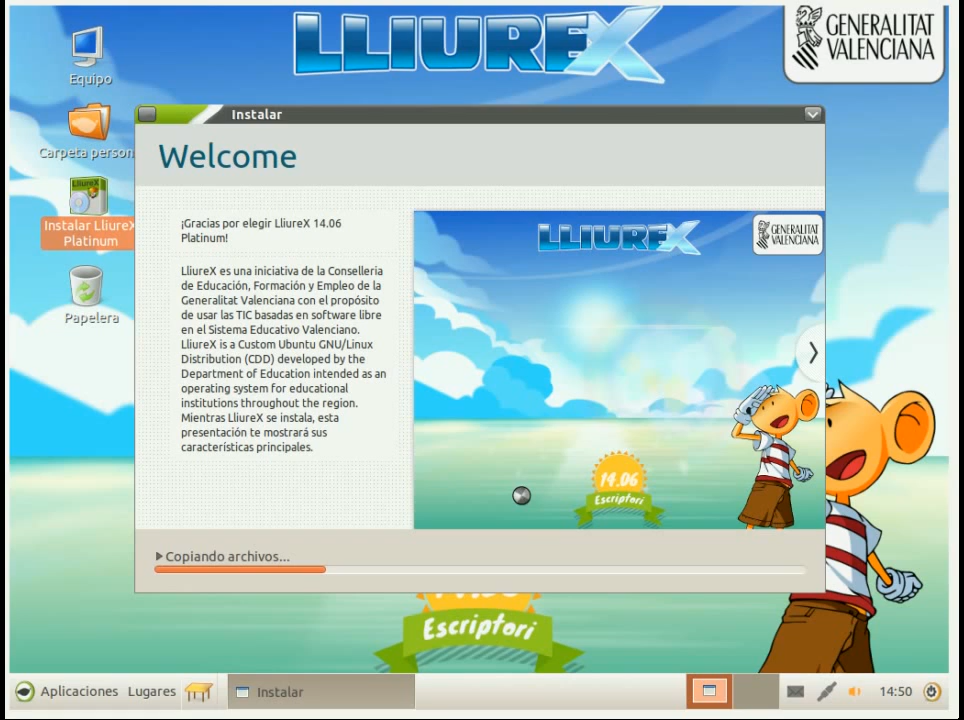 LLIUREX
GENERALITAT
VALENCIANA
Equipo
Carpeta person
Instalar LliureX
Platinum
Papelera
Instalar
Welcome
¡Gracias por elegir LliureX 14.06
Platinum!
LliureX es una iniciativa de la Conselleria
de Educación, Formación y Empleo de la
Generalitat Valenciana con el propósito
de usar las TIC basadas en software libre
en el Sistema Educativo Valenciano.
LliureX is a Custom Ubuntu GNU/Linux
Distribution (CDD) developed by the
Department of Education intended as an
operating system for educational
institutions throughout the region.
Mientras LliureX se instala, esta
presentación te mostrará sus
características principales.
LLIUREX
GENERALITAT
VALENCIANA
14.06
Escriptori
Copiando archivos...
Escriptori
Aplicaciones Lugares
Instalar
14:50